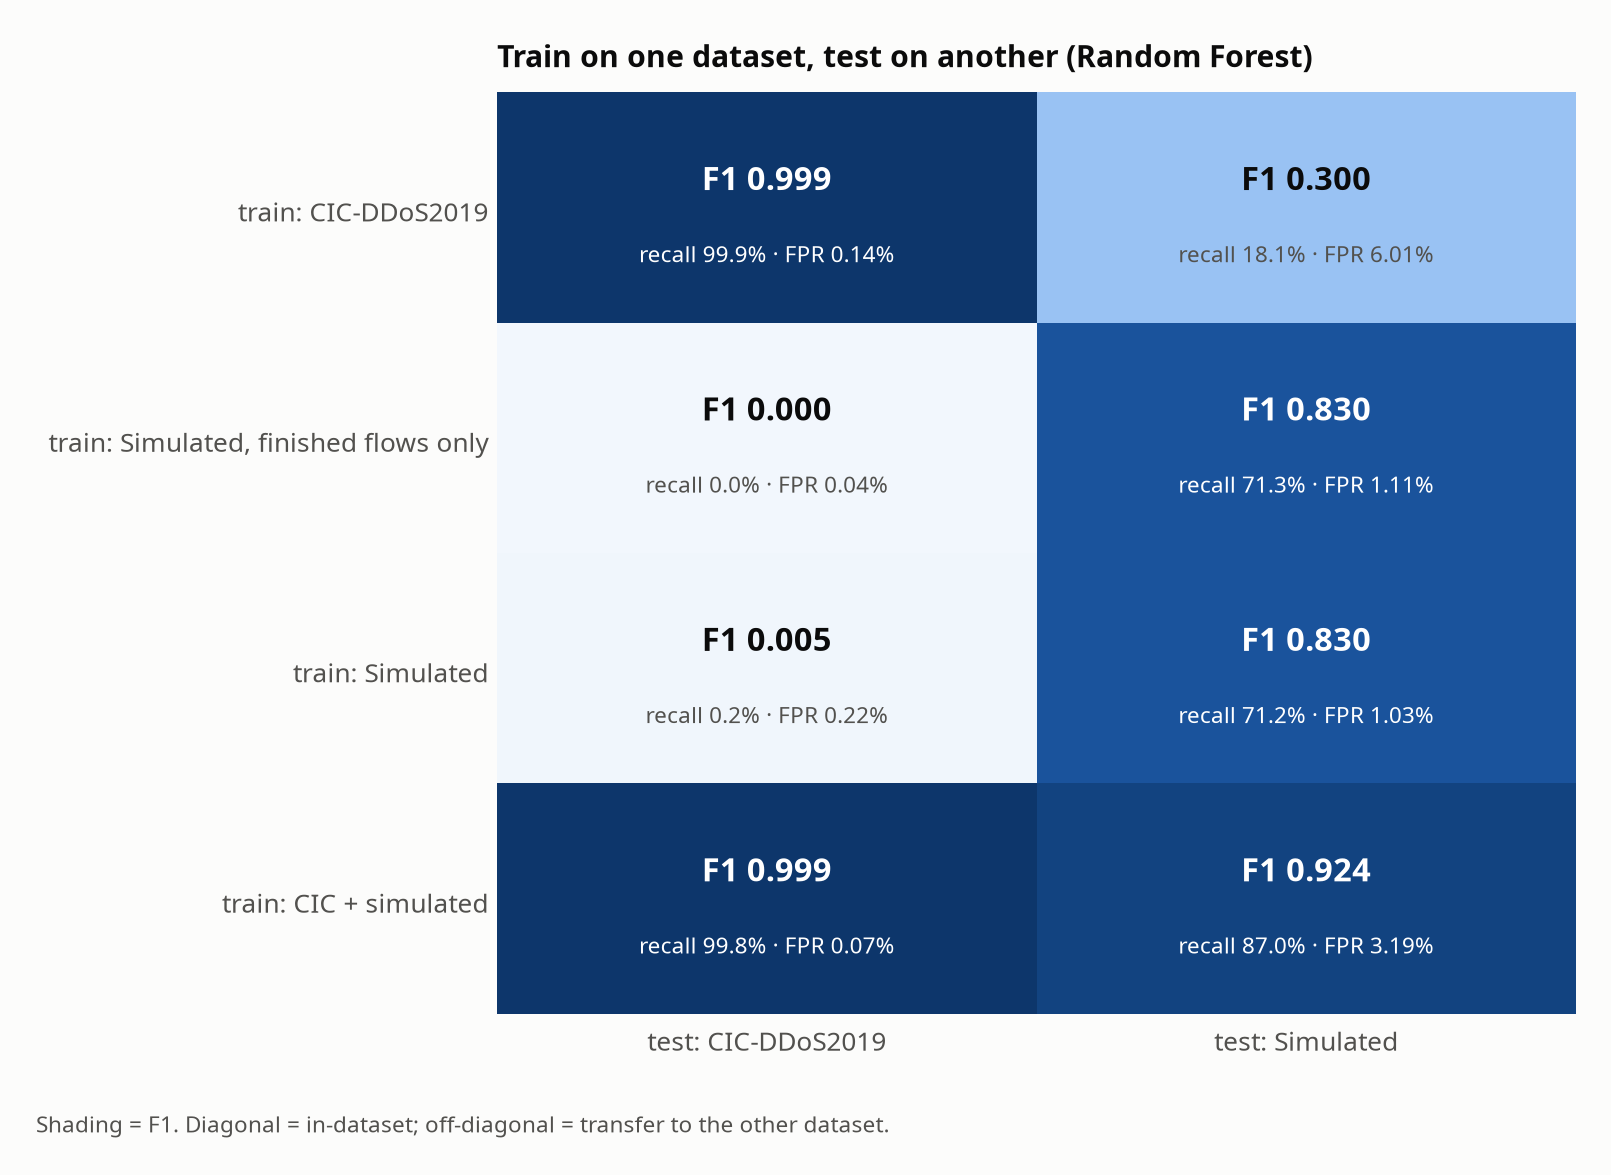 Train on one dataset, test on another (Random Forest)
train: CIC-DDoS2019
F1 0.999
recall 99.9% · FPR 0.14%
F1 0.300
recall 18.1% · FPR 6.01%
train: Simulated, finished flows only
F1 0.000
recall 0.0% · FPR 0.04%
F1 0.830
recall 71.3% · FPR 1.11%
train: Simulated
F1 0.005
recall 0.2% · FPR 0.22%
F1 0.830
recall 71.2% · FPR 1.03%
train: CIC + simulated
F1 0.999
recall 99.8% · FPR 0.07%
F1 0.924
recall 87.0% · FPR 3.19%
test: CIC-DDoS2019
test: Simulated
Shading = F1. Diagonal = in-dataset; off-diagonal = transfer to the other dataset.